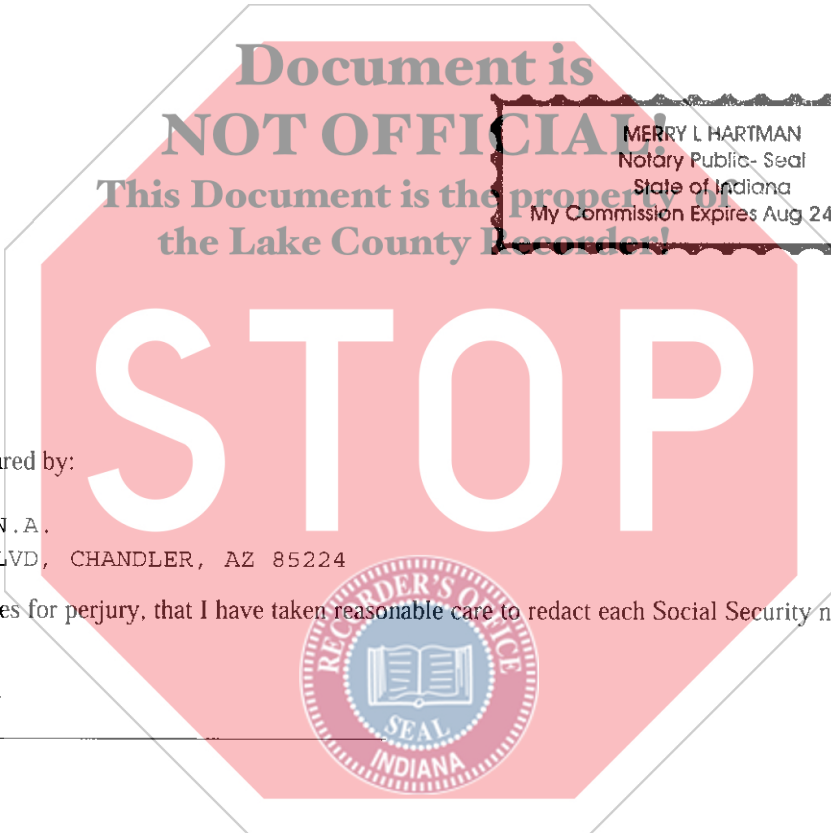 Document is
NOT OFFICIAL!
This Document is the property of
the Lake County Recorder!
MERRY L HARTMAN
Notary Public- Seal
State of Indiana
My Commission Expires Aug 24
STOP
ared by:
N.A.
LVD, CHANDLER, AZ 85224
es for perjury, that I have taken reasonable care to redact each Social Security n
RECORDER'S OFFICE
SEAL
INDIANA